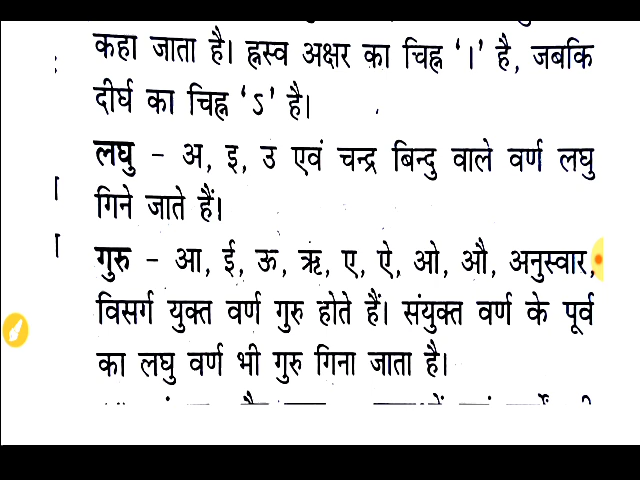 कहा जाता है। ह्रस्व अक्षर का चिह्न ‘।’ है, जबकि
दीर्घ का चिह्न ‘ऽ’ है।
लघु – अ, इ, उ एवं चन्द्र बिन्दु वाले वर्ण लघु
गिने जाते हैं।
गुरु – आ, ई, ऊ, ऋ, ए, ऐ, ओ, औ, अनुस्वार,
विसर्ग युक्त वर्ण गुरु होते हैं। संयुक्त वर्ण के पूर्व
का लघु वर्ण भी गुरु गिना जाता है।